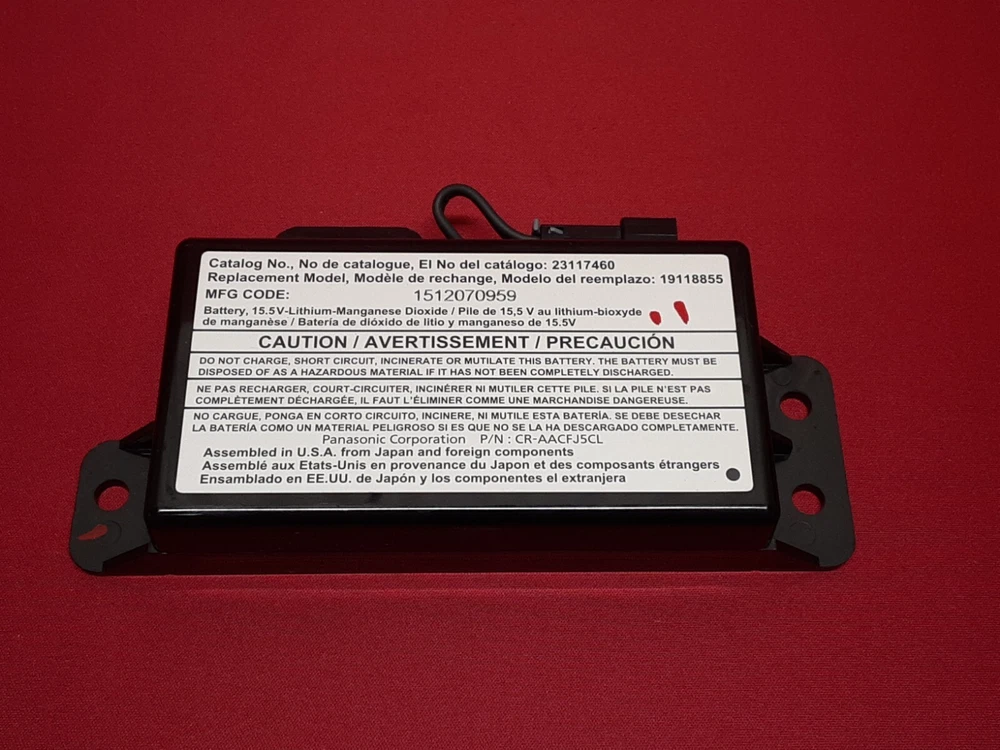 Catalog No., No de catalogue, El No del catálogo: 23117460
Replacement Model, Modèle de rechange, Modelo del reemplazo: 19118855
MFG CODE: 1512070959
Battery, 15.5V-Lithium-Manganese Dioxide / Pile de 15,5 V au lithium-bioxyde
de manganèse / Batería de dióxido de litio y manganeso de 15.5V
CAUTION / AVERTISSEMENT / PRECAUCIÓN
DO NOT CHARGE, SHORT CIRCUIT, INCINERATE OR MUTILATE THIS BATTERY. THE BATTERY MUST BE
DISPOSED OF AS A HAZARDOUS MATERIAL IF IT HAS NOT BEEN COMPLETELY DISCHARGED.
NE PAS RECHARGER, COURT-CIRCUITER, INCINÉRER NI MUTILER CETTE PILE. SI LA PILE N'EST PAS
COMPLÈTEMENT DÉCHARGÉE, IL FAUT L'ÉLIMINER COMME UNE MARCHANDISE DANGEREUSE.
NO CARGUE, PONGA EN CORTO CIRCUITO, INCINERE, NI MUTILE ESTA BATERÍA. SE DEBE DESECHAR
LA BATERÍA COMO UN MATERIAL PELIGROSO SI ES QUE NO SE LA HA DESCARGADO COMPLETAMENTE.
Panasonic Corporation P/N : CR-AACFJ5CL
Assembled in U.S.A. from Japan and foreign components
Assemblé aux Etats-Unis en provenance du Japon et des composants étrangers
Ensamblado en EE.UU. de Japón y los componentes el extranjera